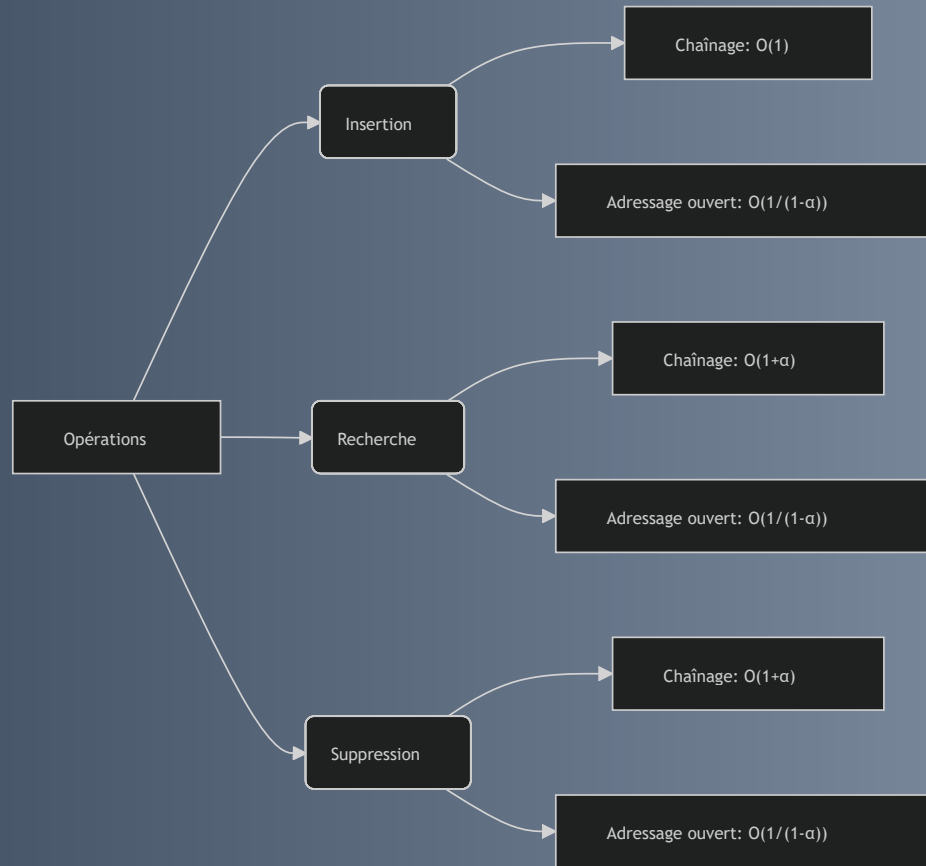 Opérations
Insertion
Chaînage: O(1)
Adressage ouvert: O(1/(1-α))
Recherche
Chaînage: O(1+α)
Adressage ouvert: O(1/(1-α))
Suppression
Chaînage: O(1+α)
Adressage ouvert: O(1/(1-α))